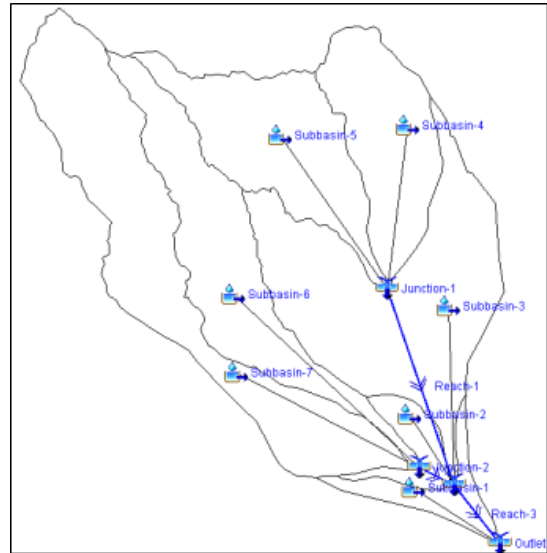 Subbasin-5
Subbasin-4
Junction-1
Subbasin-6
Subbasin-3
Subbasin-7
Reach-1
Subbasin-2
Junction-2
Subbasin-1
Reach-3
Outlet